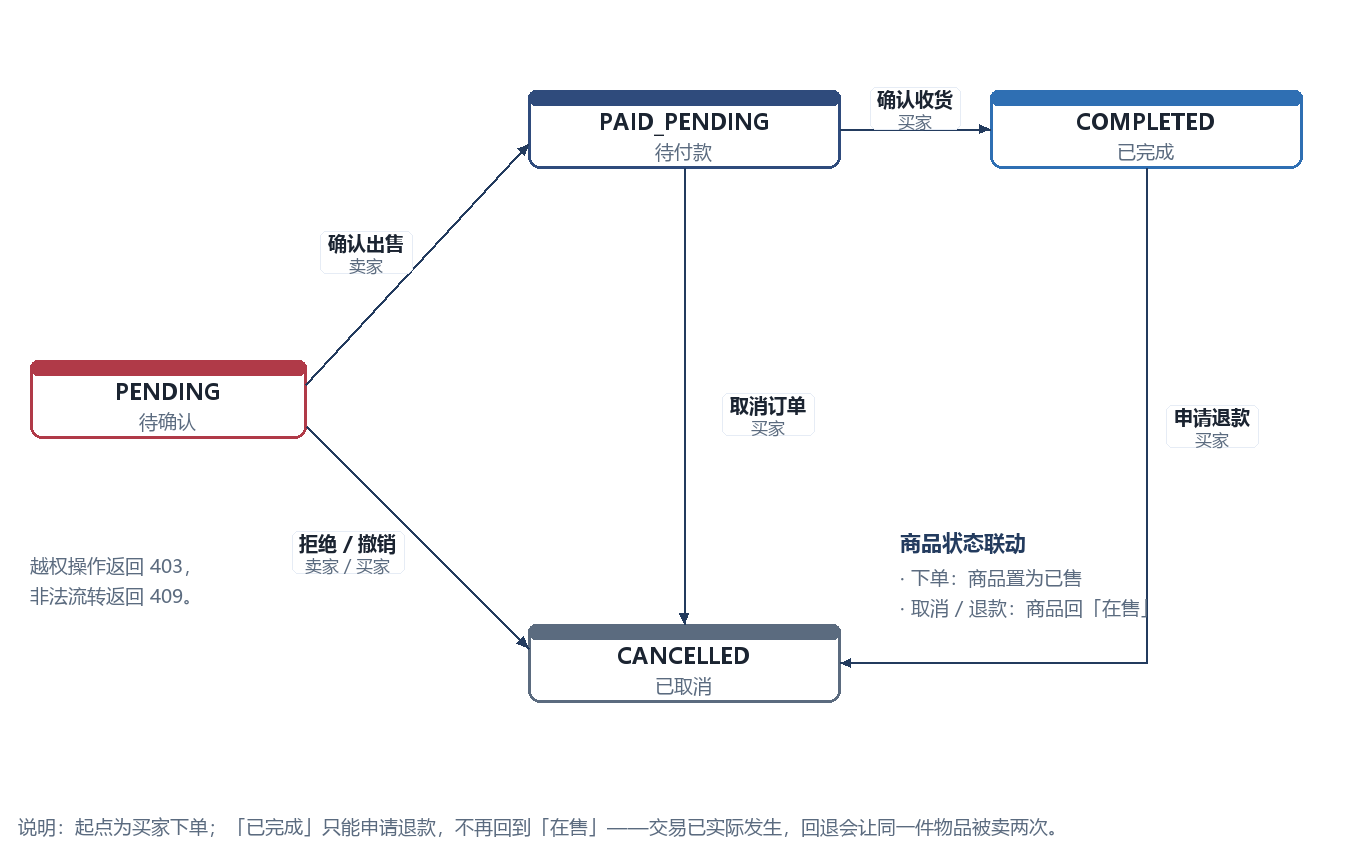 PAID_PENDING
待付款
确认收货
买家
COMPLETED
已完成
确认出售
卖家
PENDING
待确认
取消订单
买家
申请退款
买家
拒绝 / 撤销
卖家 / 买家
越权操作返回 403，
非法流转返回 409。
商品状态联动
· 下单：商品置为已售
· 取消 / 退款：商品回「在售」
CANCELLED
已取消
说明：起点为买家下单；「已完成」只能申请退款，不再回到「在售」——交易已实际发生，回退会让同一件物品被卖两次。